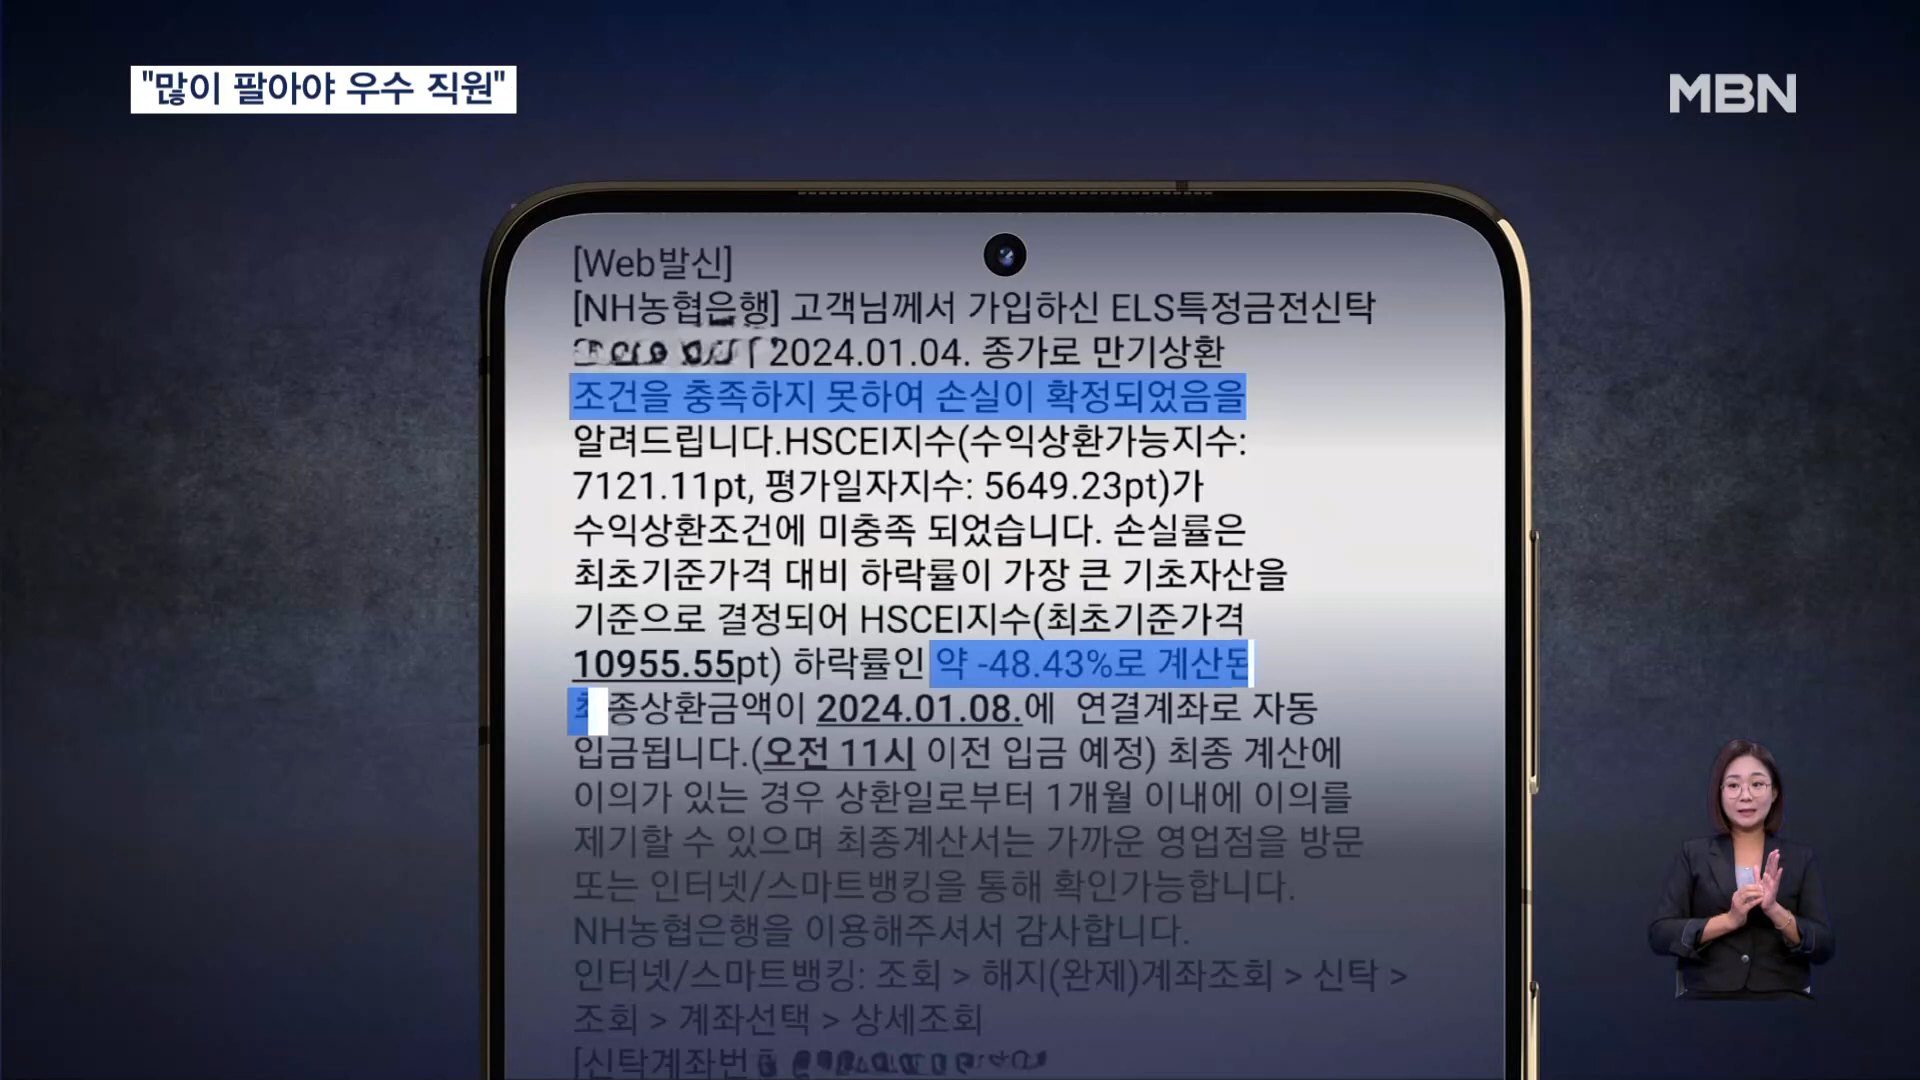 "많이 팔아야 우수 직원"
MBN
[Web발신]
[NH농협은행] 고객님께서 가입하신 ELS특정금전신탁
2024.01.04. 종가로 만기상환
조건을 충족하지 못하여 손실이 확정되었음을
알려드립니다.HSCEI지수(수익상환가능지수:
7121.11pt, 평가일자지수: 5649.23pt)가
수익상환조건에 미충족 되었습니다. 손실률은
최초기준가격 대비 하락률이 가장 큰 기초자산을
기준으로 결정되어 HSCEI지수(최초기준가격
10955.55pt) 하락률인 약 -48.43%로 계산된
최종상환금액이 2024.01.08.에 연결계좌로 자동
입금됩니다.(오전 11시 이전 입금 예정) 최종 계산에
이의가 있는 경우 상환일로부터 1개월 이내에 이의를
제기할 수 있으며 최종계산서는 가까운 영업점을 방문
또는 인터넷/스마트뱅킹을 통해 확인가능합니다.
NH농협은행을 이용해주셔서 감사합니다.
인터넷/스마트뱅킹: 조회 > 해지(완제)계좌조회 > 신탁 >
조회 > 계좌선택 > 상세조회
[신탁계좌번호